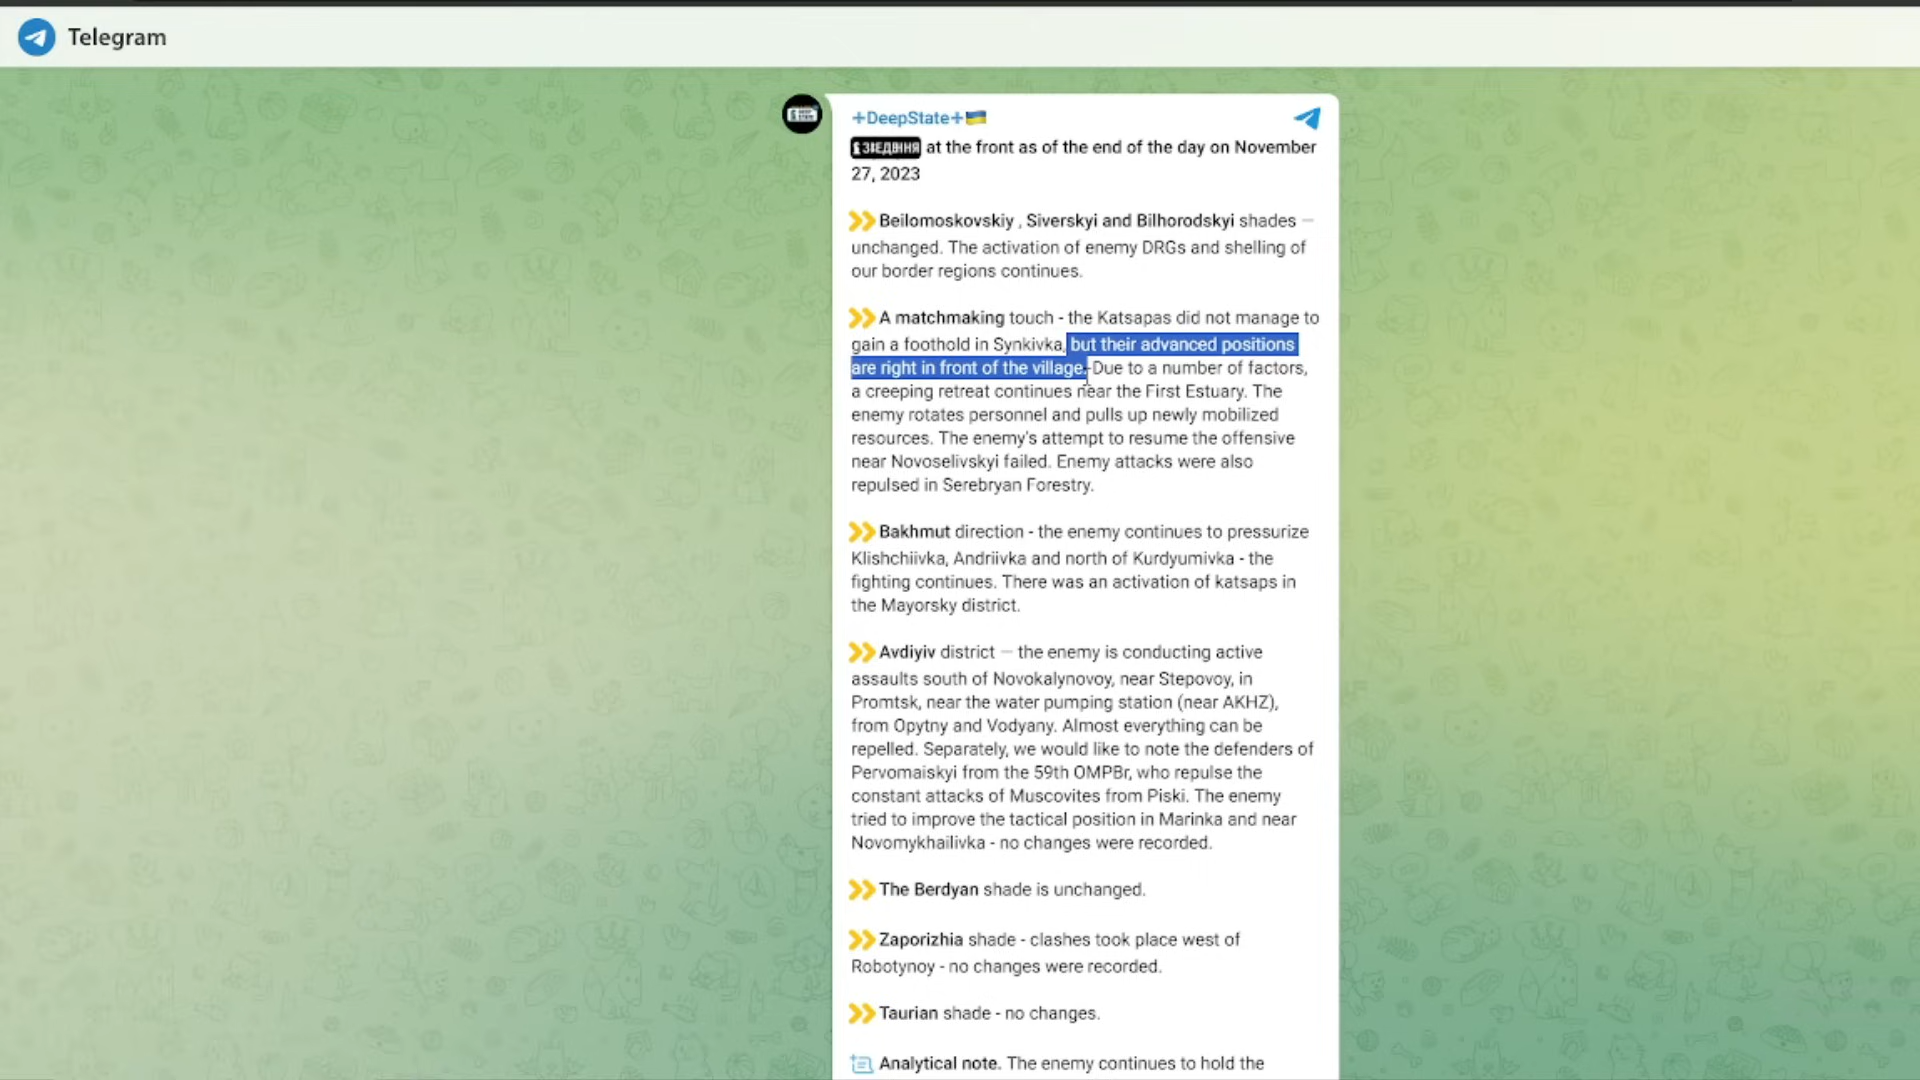 Telegram
+DeepState+
ЗВЕДЕННЯ at the front as of the end of the day on November
27, 2023
Beilomoskovskiy , Siverskyi and Bilhorodskyi shades —
unchanged. The activation of enemy DRGs and shelling of
our border regions continues.
A matchmaking touch - the Katsapas did not manage to
gain a foothold in Synkivka, but their advanced positions
are right in front of the village. Due to a number of factors,
a creeping retreat continues near the First Estuary. The
enemy rotates personnel and pulls up newly mobilized
resources. The enemy's attempt to resume the offensive
near Novoselivskyi failed. Enemy attacks were also
repulsed in Serebryan Forestry.
Bakhmut direction - the enemy continues to pressurize
Klishchiivka, Andriivka and north of Kurdyumivka - the
fighting continues. There was an activation of katsaps in
the Mayorsky district.
Avdiyiv district — the enemy is conducting active
assaults south of Novokalynovoy, near Stepovoy, in
Promtsk, near the water pumping station (near AKHZ),
from Opytny and Vodyany. Almost everything can be
repelled. Separately, we would like to note the defenders of
Pervomaiskyi from the 59th OMPBr, who repulse the
constant attacks of Muscovites from Piski. The enemy
tried to improve the tactical position in Marinka and near
Novomykhailivka - no changes were recorded.
The Berdyan shade is unchanged.
Zaporizhia shade - clashes took place west of
Robotynoy - no changes were recorded.
Taurian shade - no changes.
Analytical note. The enemy continues to hold the